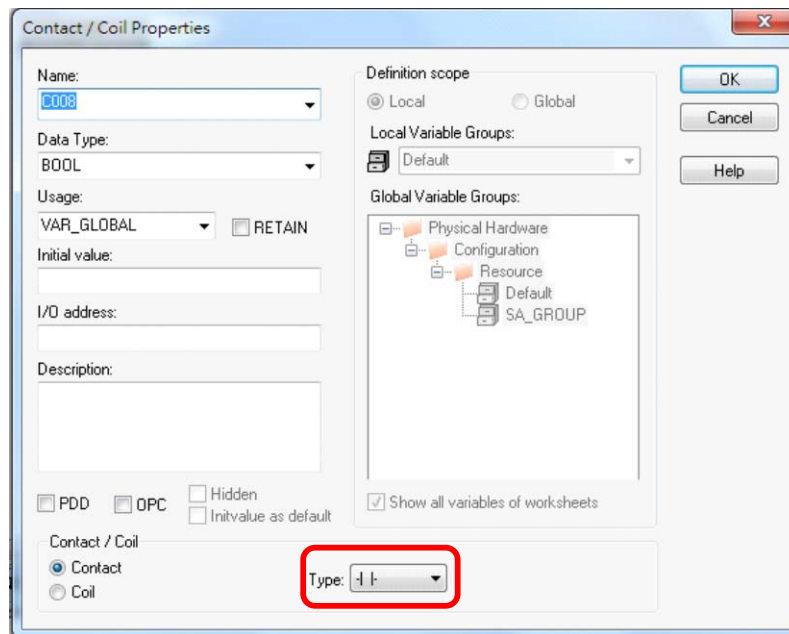 Contact / Coil Properties
Name:
C008
Data Type:
BOOL
Usage:
VAR_GLOBAL
RETAIN
Initial value:
I/O address:
Description:
PDD
OPC
Hidden
Initvalue as default
Definition scope
Local
Global
Local Variable Groups:
Default
Global Variable Groups:
Physical Hardware
Configuration
Resource
Default
SA_GROUP
Show all variables of worksheets
OK
Cancel
Help
Contact / Coil
Contact
Coil
Type: -| |-